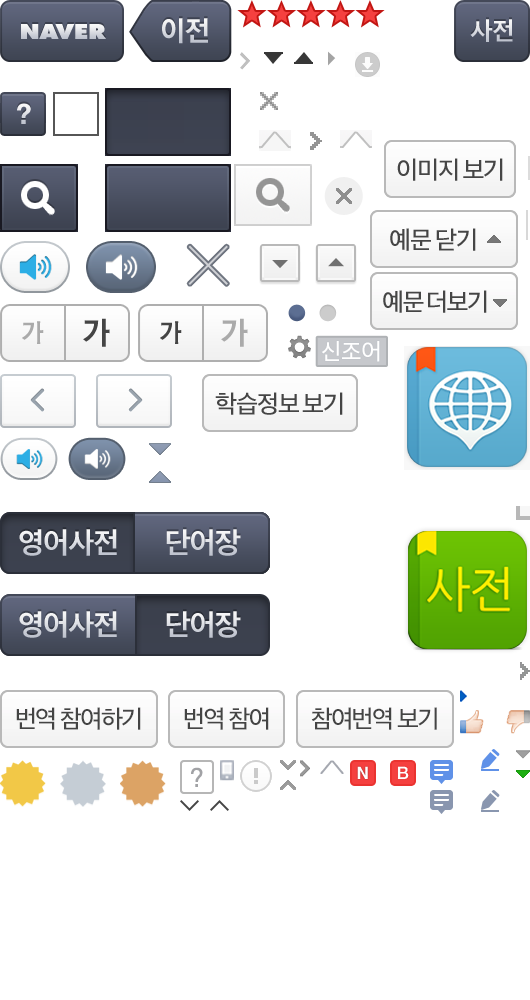 NAVER 이전 사전
?
이미지 보기
예문 닫기
예문 더보기
가 가 가 가
신조어
학습정보 보기
영어사전 단어장
사전
영어사전 단어장
번역 참여하기 번역 참여 참여번역 보기
? ! N B